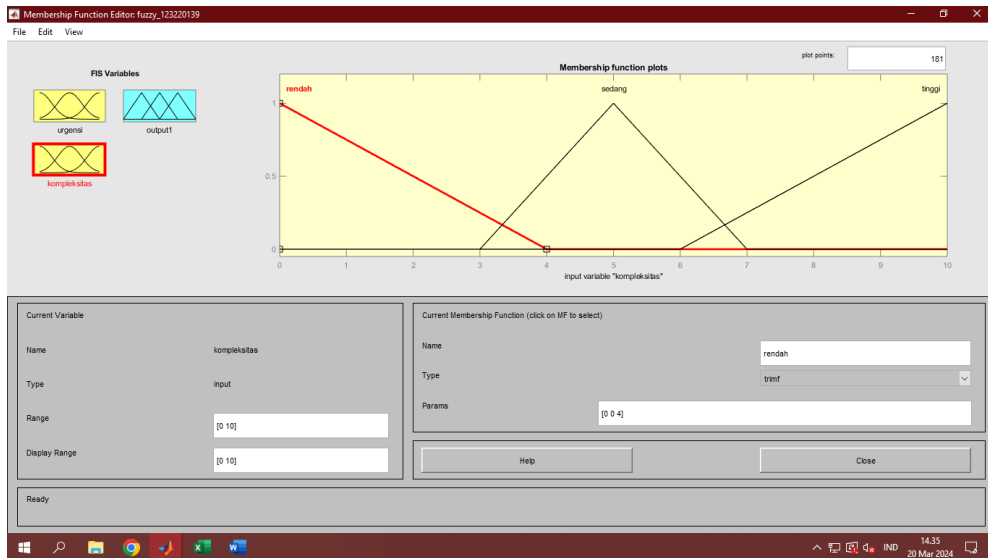 Membership Function Editor: fuzzy_123220139
File Edit View
FIS Variables
urgensi
output1
kompleksitas
Membership function plots
plot points:
181
rendah
sedang
tinggi
1
0.5
0
0 1 2 3 4 5 6 7 8 9 10
input variable "kompleksitas"
Current Variable
Name
kompleksitas
Type
input
Range
[0 10]
Display Range
[0 10]
Current Membership Function (click on MF to select)
Name
rendah
Type
trimf
Params
[0 0 4]
Help
Close
Ready
IND
14.35
20 Mar 2024